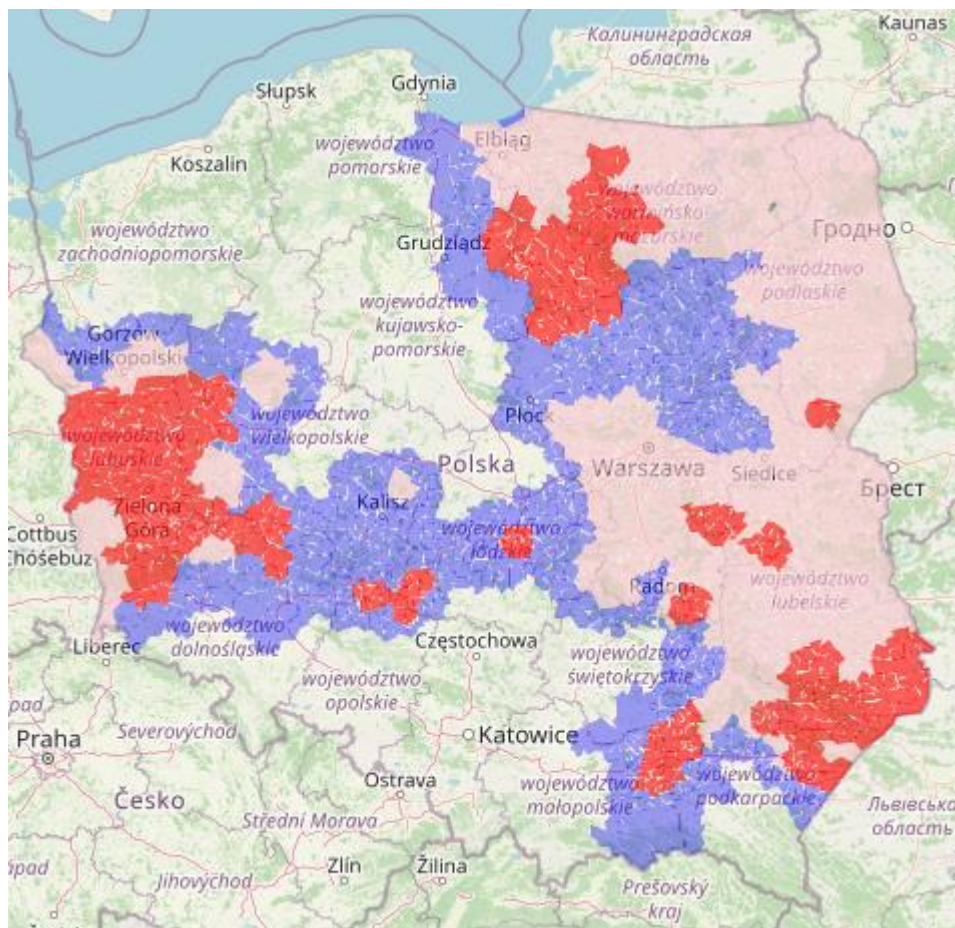 Kaunas
Калининградская
область
Gdynia
Słupsk
Elbląg
województwo
pomorskie
Koszalin
województwo
warmińsko-
mazurskie
Гродно
województwo
zachodniopomorskie
Grudziądz
województwo
podlaskie
województwo
kujawsko-
pomorskie
Gorzów
Wielkopolski
Płock
województwo
wielkopolskie
województwo
lubuskie
Polska
Warszawa
Siedlce
Брест
Kalisz
Zielona
Góra
Cottbus
Chóśebuz
województwo
łódzkie
Radom
województwo
lubelskie
Liberec
województwo
dolnośląskie
Częstochowa
województwo
świętokrzyskie
województwo
opolskie
pad
Severovýchod
Praha
Katowice
Ostrava
województwo
małopolskie
województwo
podkarpackie
Česko
Střední Morava
Львівська
область
Zlín
Žilina
ápad
Jihovýchod
Prešovský
kraj